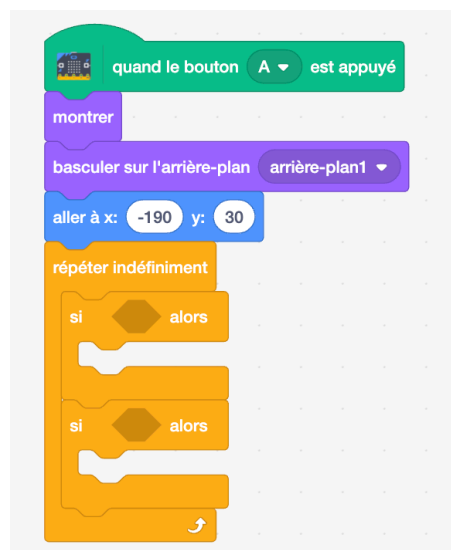 quand le bouton A est appuyé
montrer
basculer sur l'arrière-plan arrière-plan1
aller à x: -190 y: 30
répéter indéfiniment
si alors
si alors